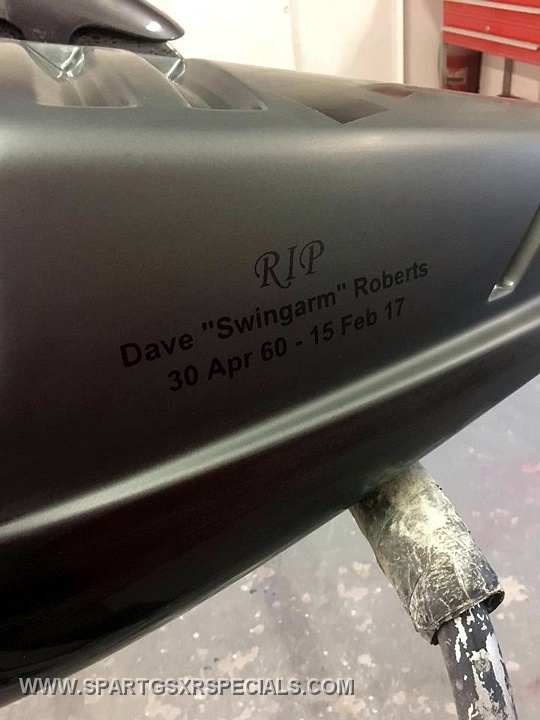 RIP
Dave "Swingarm" Roberts
30 Apr 60 - 15 Feb 17
WWW.SPARTGSXRSPECIALS.COM